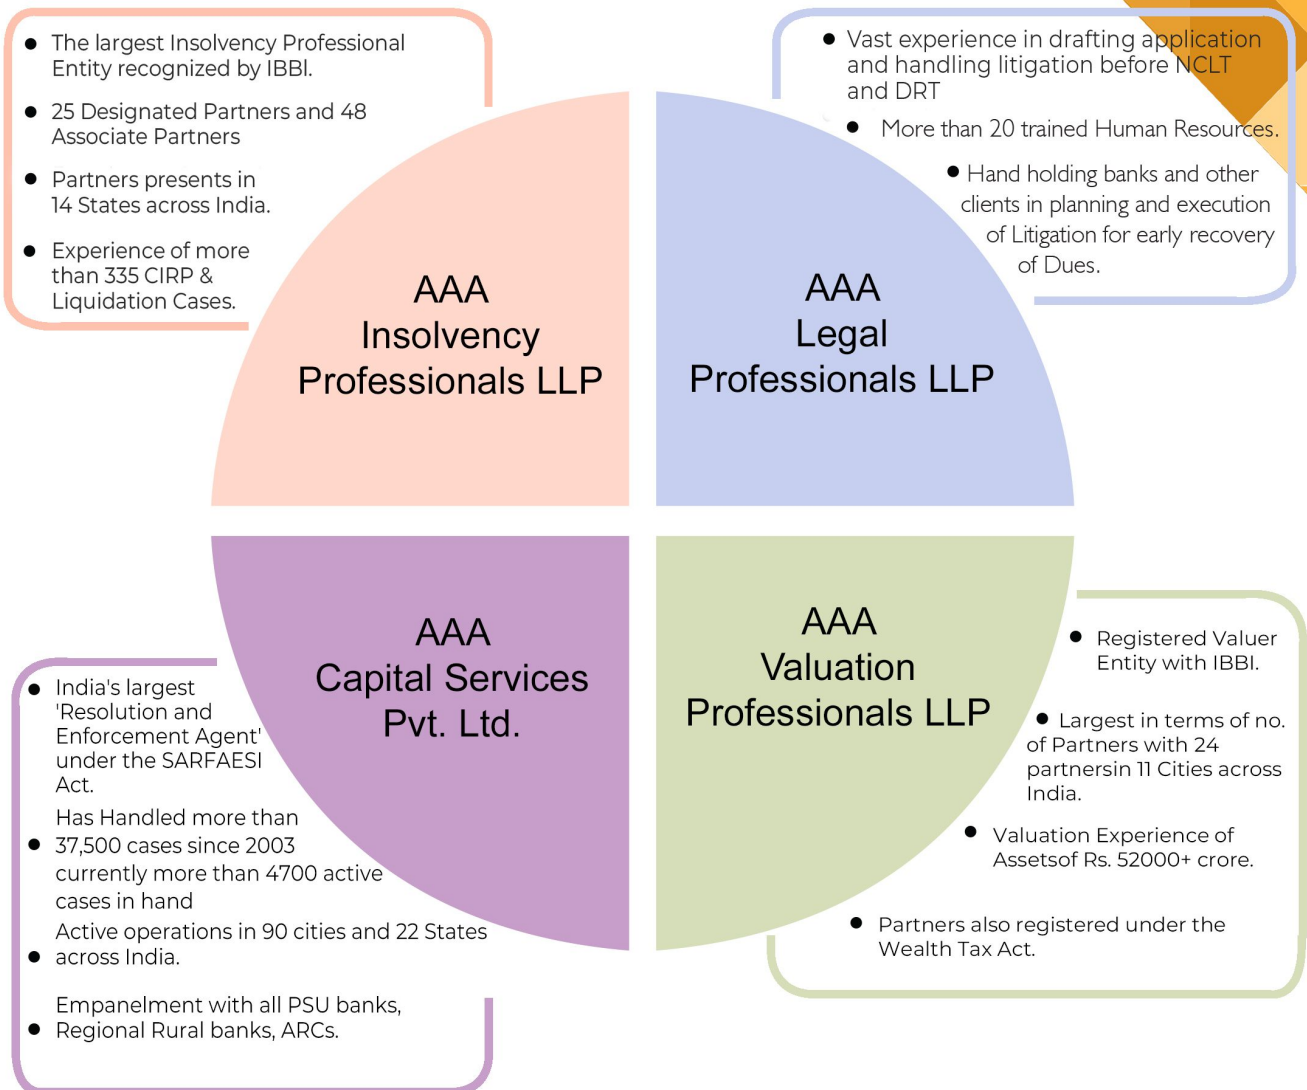 The largest Insolvency Professional
Entity recognized by IBBI.
25 Designated Partners and 48
Associate Partners
Partners presents in
14 States across India.
Experience of more
than 335 CIRP &
Liquidation Cases.
AAA
Insolvency
Professionals LLP
Vast experience in drafting application
and handling litigation before NCLT
and DRT
More than 20 trained Human Resources.
Hand holding banks and other
clients in planning and execution
of Litigation for early recovery
of Dues.
AAA
Legal
Professionals LLP
AAA
Capital Services
Pvt. Ltd.
India's largest
'Resolution and
Enforcement Agent'
under the SARFAESI
Act.
Has Handled more than
37,500 cases since 2003
currently more than 4700 active
cases in hand
Active operations in 90 cities and 22 States
across India.
Empanelment with all PSU banks,
Regional Rural banks, ARCs.
AAA
Valuation
Professionals LLP
Registered Valuer
Entity with IBBI.
Largest in terms of no.
of Partners with 24
partnersin 11 Cities across
India.
Valuation Experience of
Assetsof Rs. 52000+ crore.
Partners also registered under the
Wealth Tax Act.